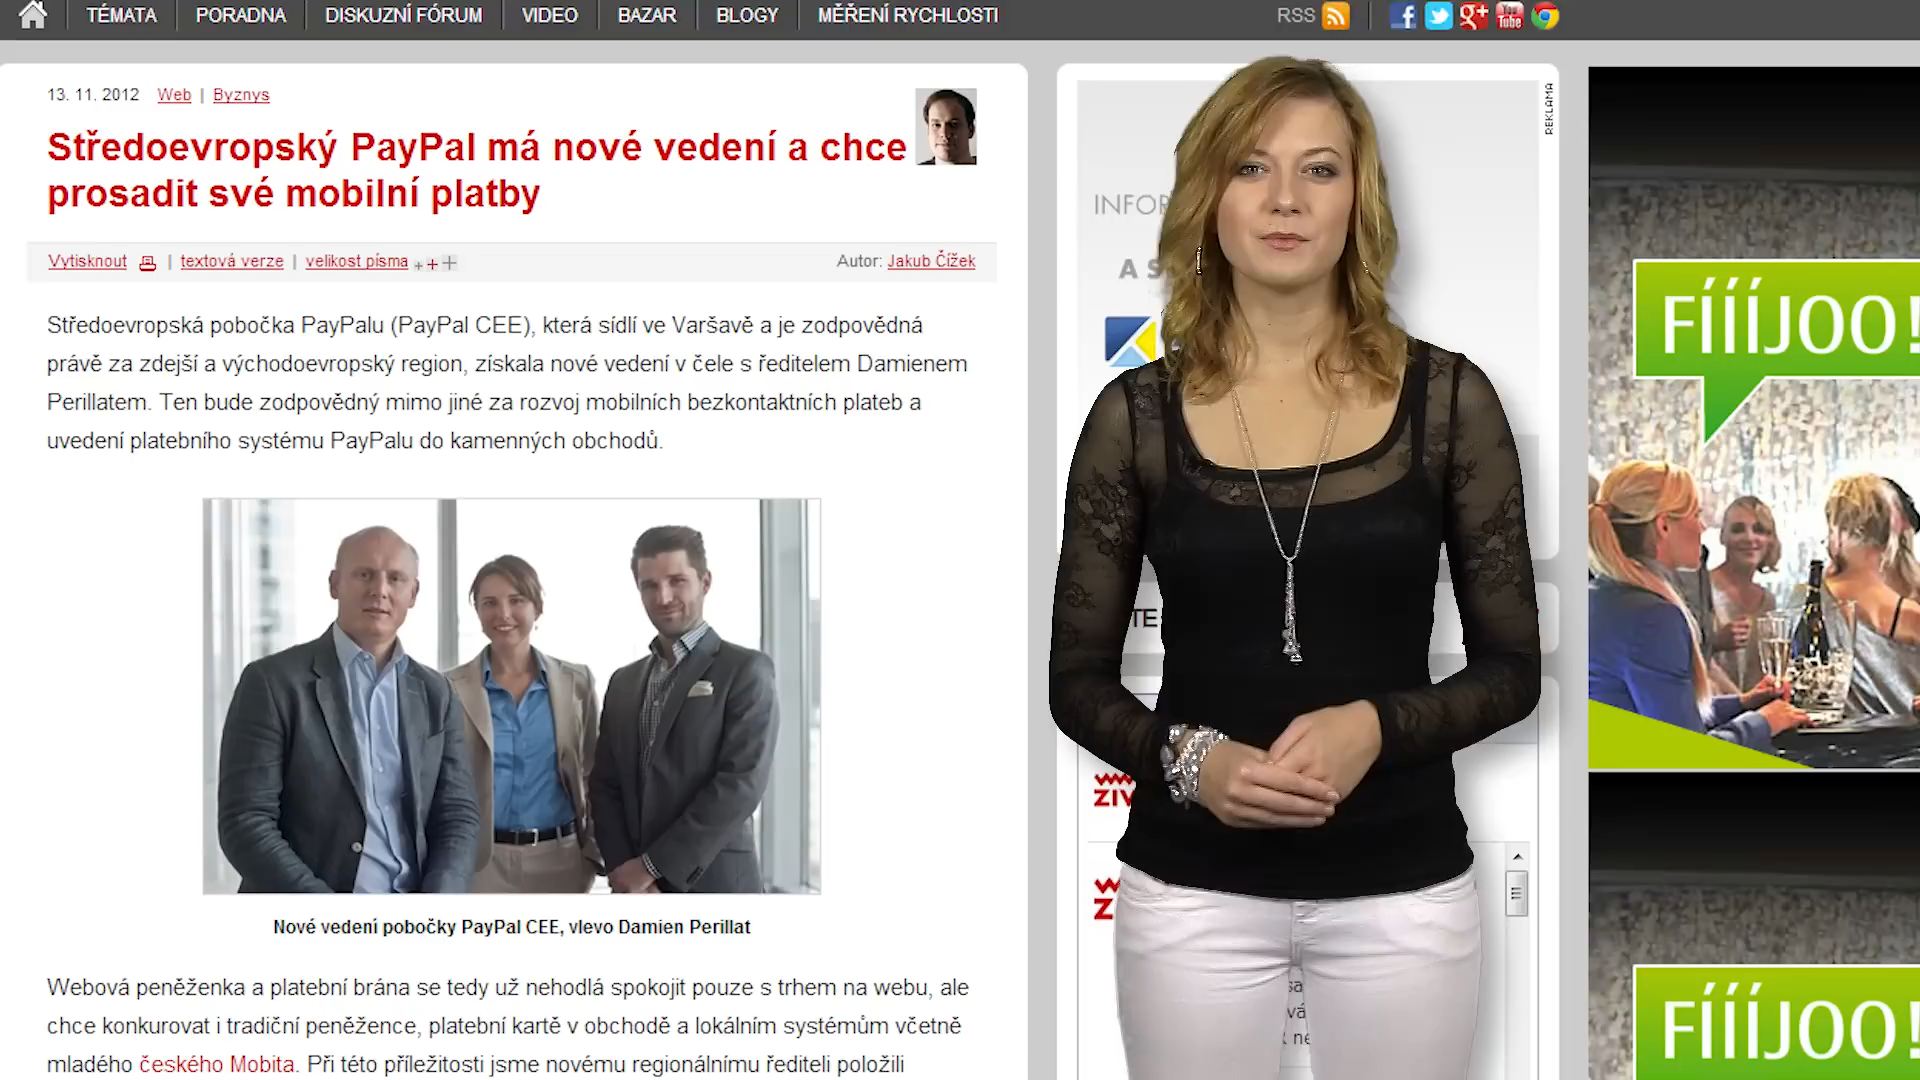 TÉMATA
PORADNA
DISKUZNÍ FÓRUM
VIDEO
BAZAR
BLOGY
MĚŘENÍ RYCHLOSTI
RSS
You Tube
13. 11. 2012 Web | Byznys
Středoevropský PayPal má nové vedení a chce
prosadit své mobilní platby
Vytisknout | textová verze | velikost písma
Autor: Jakub Čížek
Středoevropská pobočka PayPalu (PayPal CEE), která sídlí ve Varšavě a je zodpovědná
právě za zdejší a východoevropský region, získala nové vedení v čele s ředitelem Damienem
Perillatem. Ten bude zodpovědný mimo jiné za rozvoj mobilních bezkontaktních plateb a
uvedení platebního systému PayPalu do kamenných obchodů.
Nové vedení pobočky PayPal CEE, vlevo Damien Perillat
Webová peněženka a platební brána se tedy už nehodlá spokojit pouze s trhem na webu, ale
chce konkurovat i tradiční peněžence, platební kartě v obchodě a lokálním systémům včetně
mladého českého Mobita. Při této příležitosti jsme novému regionálnímu řediteli položili
REKLAMA
FÍÍÍJOO!
FÍÍÍJOO!